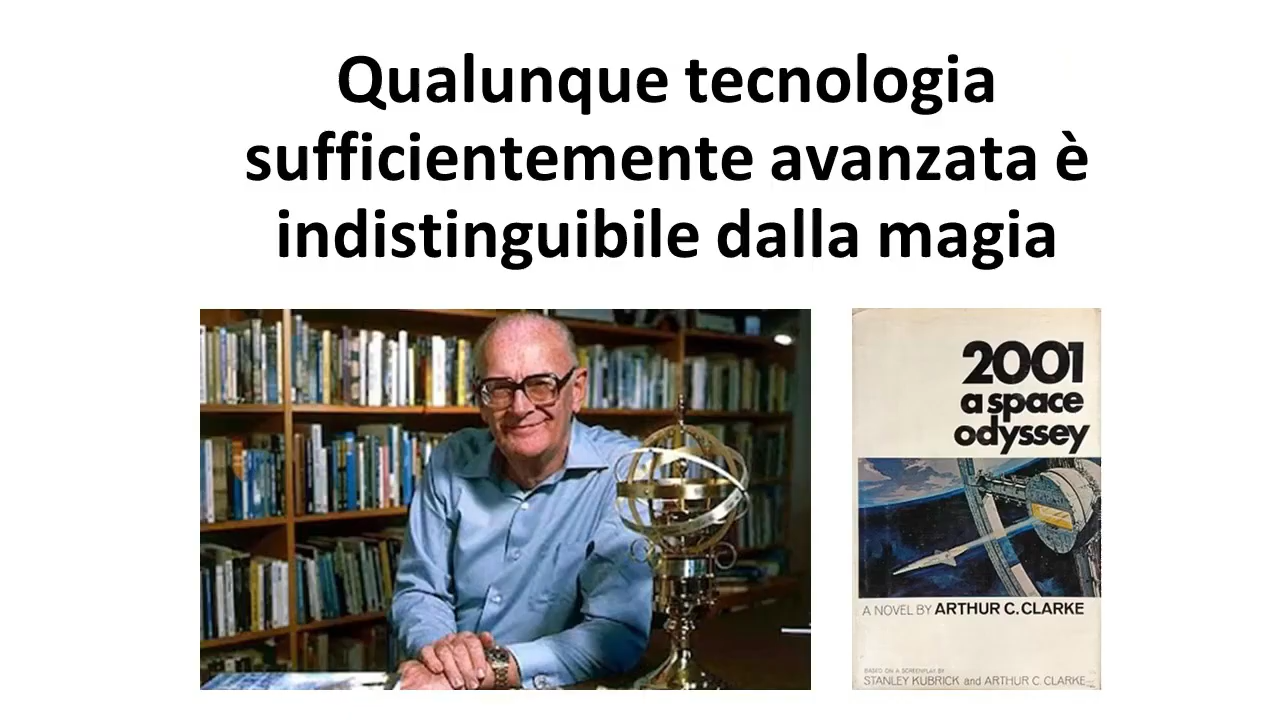 Qualunque tecnologia
sufficientemente avanzata è
indistinguibile dalla magia
2001
a space
odyssey
A NOVEL BY ARTHUR C. CLARKE
BASED ON A SCREENPLAY BY
STANLEY KUBRICK and ARTHUR C. CLARKE